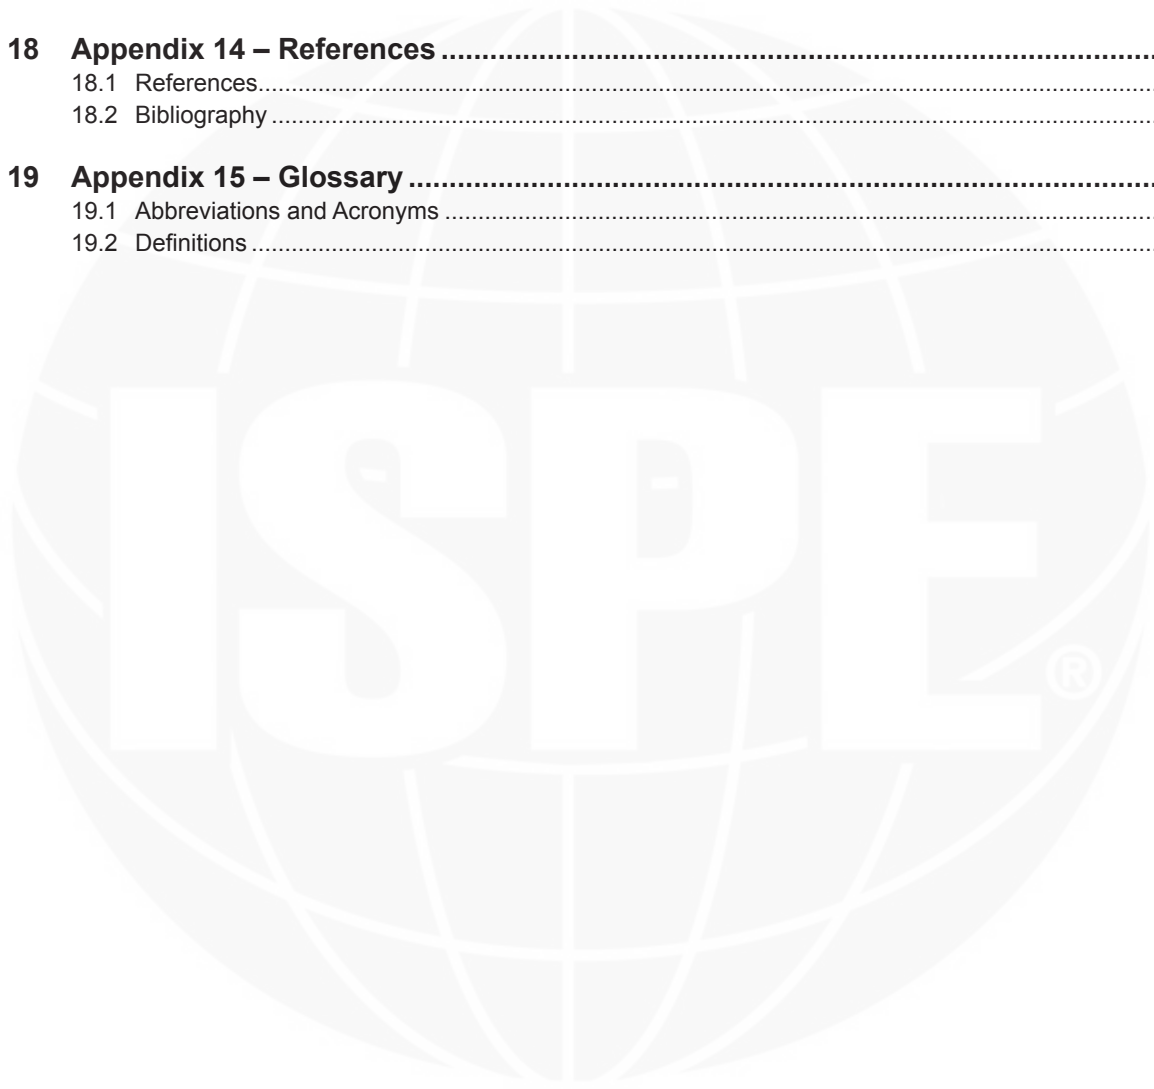 18 Appendix 14 – References ..........................................................................................
18.1 References.......................................................................................................................................
18.2 Bibliography .....................................................................................................................................
19 Appendix 15 – Glossary ..............................................................................................
19.1 Abbreviations and Acronyms ...........................................................................................................
19.2 Definitions ........................................................................................................................................
ISPE®